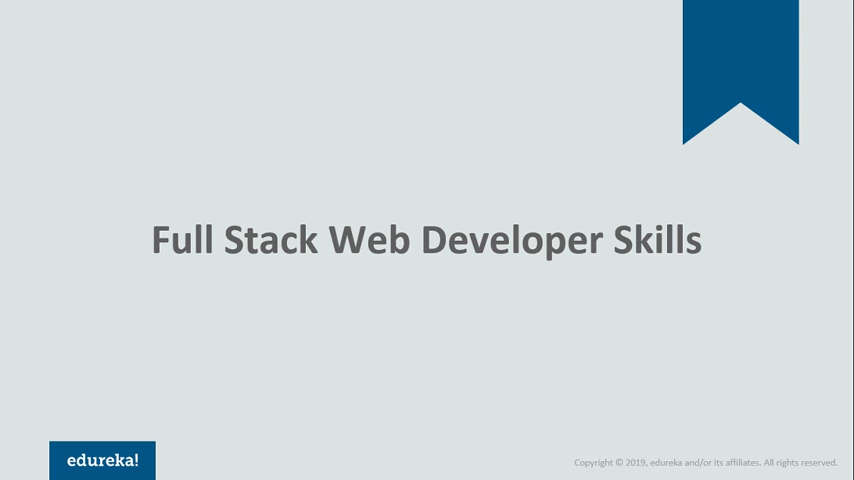 Full Stack Web Developer Skills
edureka!
Copyright © 2019, edureka and/or its affiliates. All rights reserved.